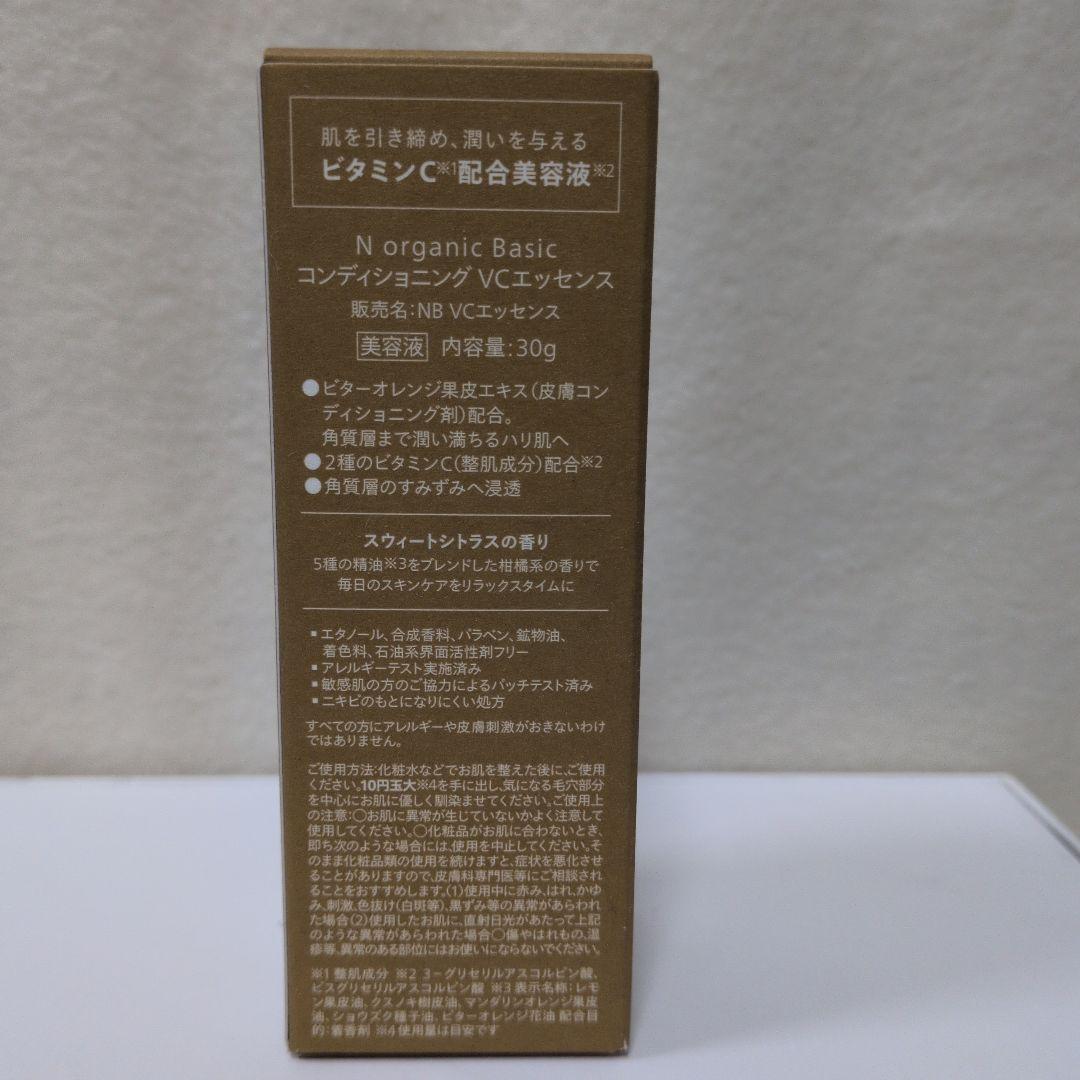 肌を引き締め、潤いを与える
ビタミンC※1配合美容液※2
N organic Basic
コンディショニング VCエッセンス
販売名:NB VCエッセンス
美容液 内容量:30g
●ビターオレンジ果皮エキス(皮膚コン
ディショニング剤)配合。
角質層まで潤い満ちるハリ肌へ
●2種のビタミンC(整肌成分)配合※2
●角質層のすみずみへ浸透
スウィートシトラスの香り
5種の精油※3をブレンドした柑橘系の香りで
毎日のスキンケアをリラックスタイムに
▪エタノール、合成香料、パラベン、鉱物油、
着色料、石油系界面活性剤フリー
▪アレルギーテスト実施済み
▪敏感肌の方のご協力によるパッチテスト済み
▪ニキビのもとになりにくい処方
すべての方にアレルギーや皮膚刺激がおきないわけ
ではありません。
ご使用方法:化粧水などでお肌を整えた後に、ご使用
ください。10円玉大※4を手に出し、気になる毛穴部分
を中心にお肌に優しく馴染ませてください。ご使用上
の注意:○お肌に異常が生じていないかよく注意して
使用してください。○化粧品がお肌に合わないとき、
即ち次のような場合には、使用を中止してください。そ
のまま化粧品類の使用を続けますと、症状を悪化させ
ることがありますので、皮膚科専門医等にご相談され
ることをおすすめします。(1)使用中に赤み、はれ、かゆ
み、刺激、色抜け(白斑等)、黒ずみ等の異常があらわれ
た場合(2)使用したお肌に、直射日光があたって上記
のような異常があらわれた場合○傷やはれもの、湿
疹等、異常のある部位にはお使いにならないでください。
※1 整肌成分 ※2 3-グリセリルアスコルビン酸、
ビスグリセリルアスコルビン酸 ※3 表示名称:レモ
ン果皮油、クスノキ樹皮油、マンダリンオレンジ果皮
油、ショウズク種子油、ビターオレンジ花油 配合目
的:着香剤 ※4 使用量は目安です